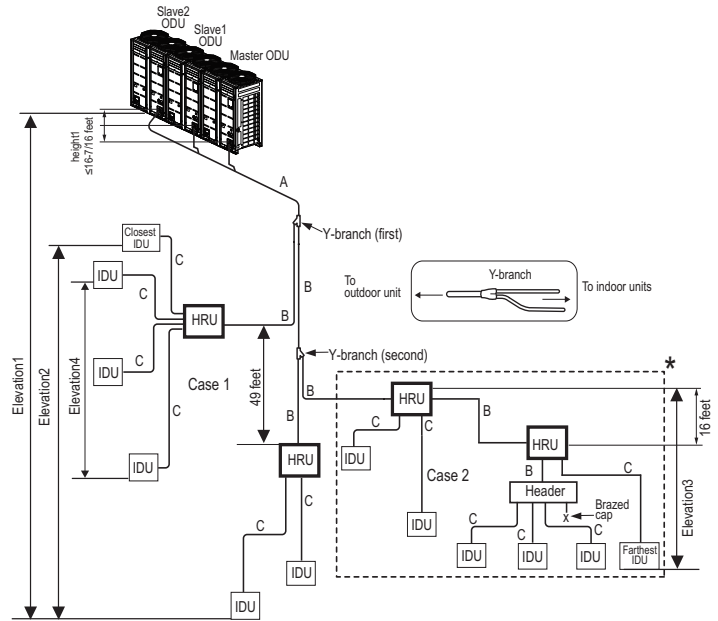 Slave2
ODU
Slave1
ODU
Master ODU
height1
≤16-7/16 feet
A
Y-branch (first)
Closest
IDU
C
IDU
C
B
B
HRU
Y-branch
To
outdoor unit
To indoor units
Elevation1
Elevation2
Elevation4
C
IDU
C
Case 1
49 feet
Y-branch (second)
*
B
B
HRU
B
16 feet
IDU
HRU
C
C
IDU
Case 2
HRU
B
C
Header
Brazed
cap
x
Elevation3
C
C
IDU
C
C
C
IDU
IDU
IDU
Farthest
IDU
IDU
IDU